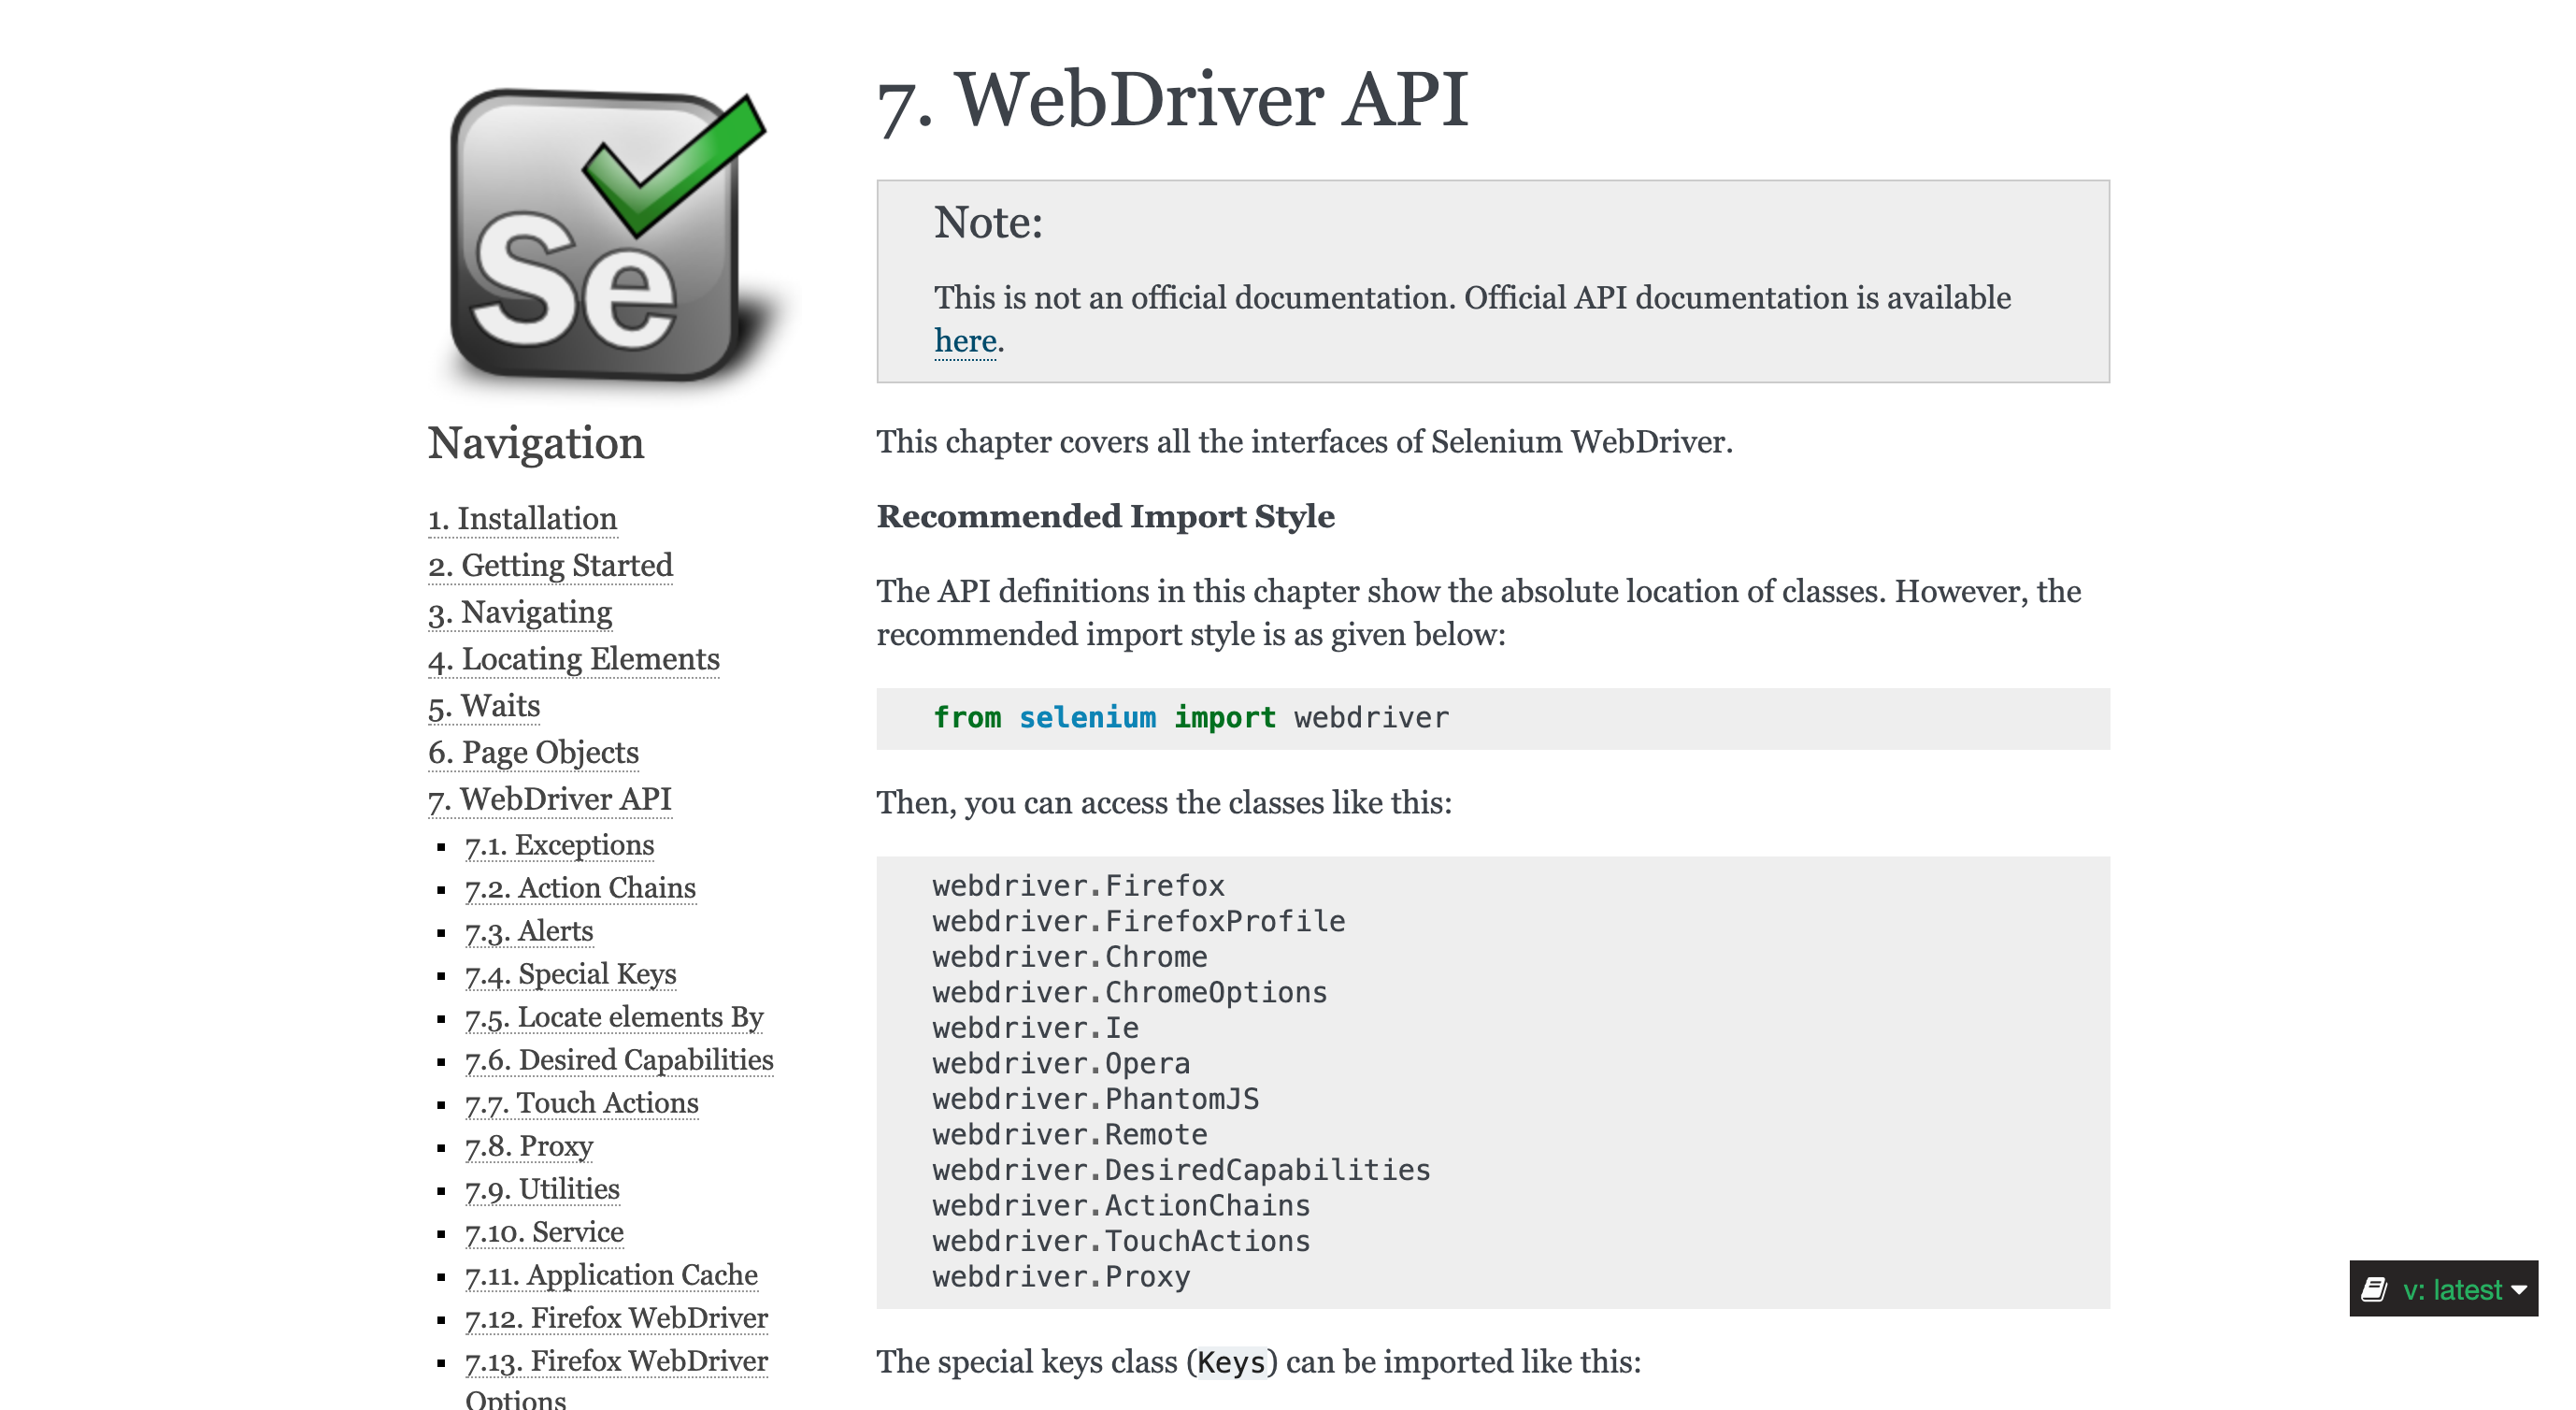 Se
Navigation
1. Installation
2. Getting Started
3. Navigating
4. Locating Elements
5. Waits
6. Page Objects
7. WebDriver API
7.1. Exceptions
7.2. Action Chains
7.3. Alerts
7.4. Special Keys
7.5. Locate elements By
7.6. Desired Capabilities
7.7. Touch Actions
7.8. Proxy
7.9. Utilities
7.10. Service
7.11. Application Cache
7.12. Firefox WebDriver
7.13. Firefox WebDriver
Options
7. WebDriver API
Note:
This is not an official documentation. Official API documentation is available
here.
This chapter covers all the interfaces of Selenium WebDriver.
Recommended Import Style
The API definitions in this chapter show the absolute location of classes. However, the
recommended import style is as given below:
from selenium import webdriver
Then, you can access the classes like this:
webdriver.Firefox
webdriver.FirefoxProfile
webdriver.Chrome
webdriver.ChromeOptions
webdriver.Ie
webdriver.Opera
webdriver.PhantomJS
webdriver.Remote
webdriver.DesiredCapabilities
webdriver.ActionChains
webdriver.TouchActions
webdriver.Proxy
The special keys class (Keys) can be imported like this:
v: latest